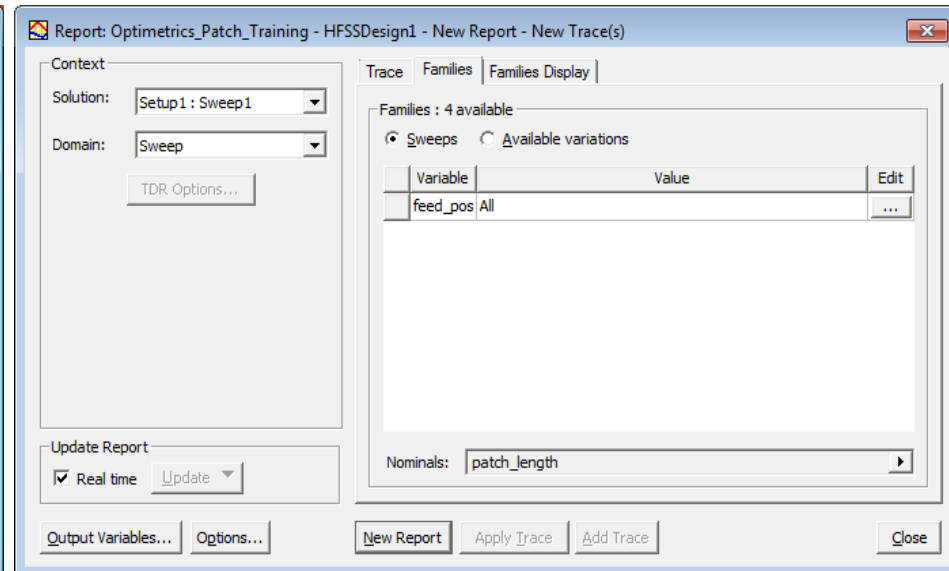 Report: Optimetrics_Patch_Training - HFSSDesign1 - New Report - New Trace(s)
Context
Solution: Setup1 : Sweep1
Domain: Sweep
TDR Options...
Update Report
Real time Update
Output Variables... Options...
Trace Families Families Display
Families : 4 available
Sweeps Available variations
Variable Value Edit
feed_pos All ...
Nominals: patch_length
New Report Apply Trace Add Trace Close